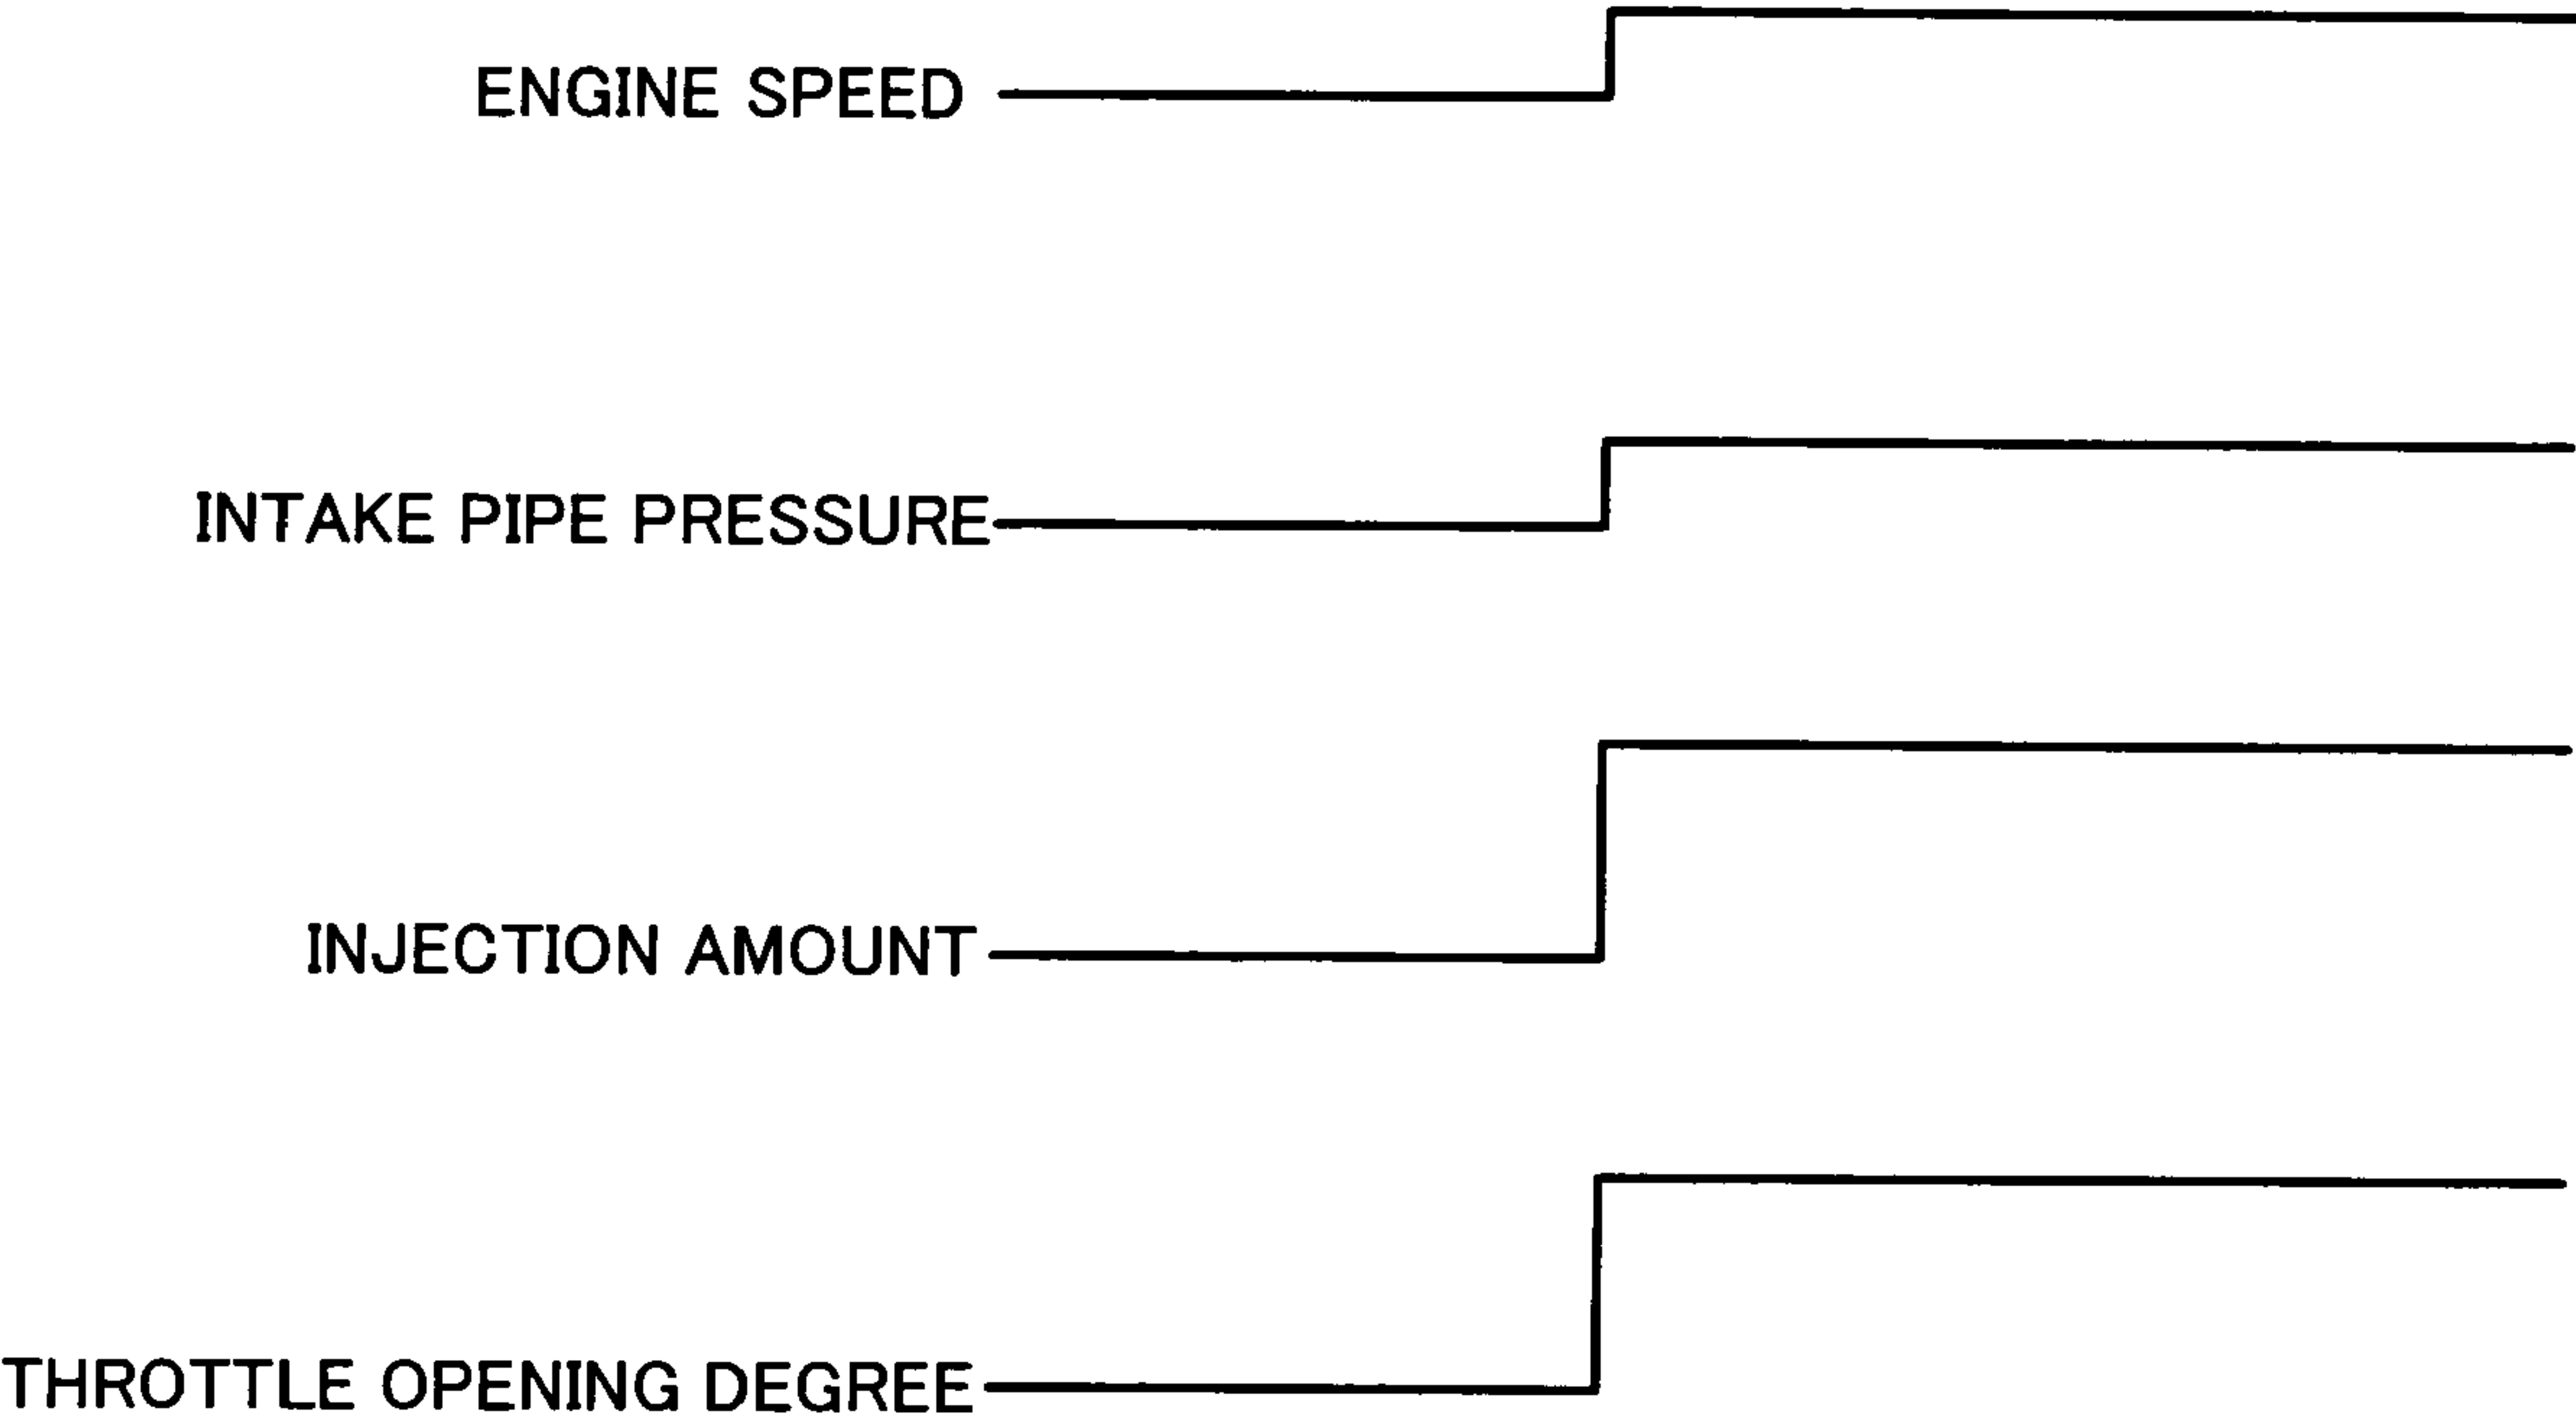 ENGINE SPEED
INTAKE PIPE PRESSURE
INJECTION AMOUNT
THROTTLE OPENING DEGREE